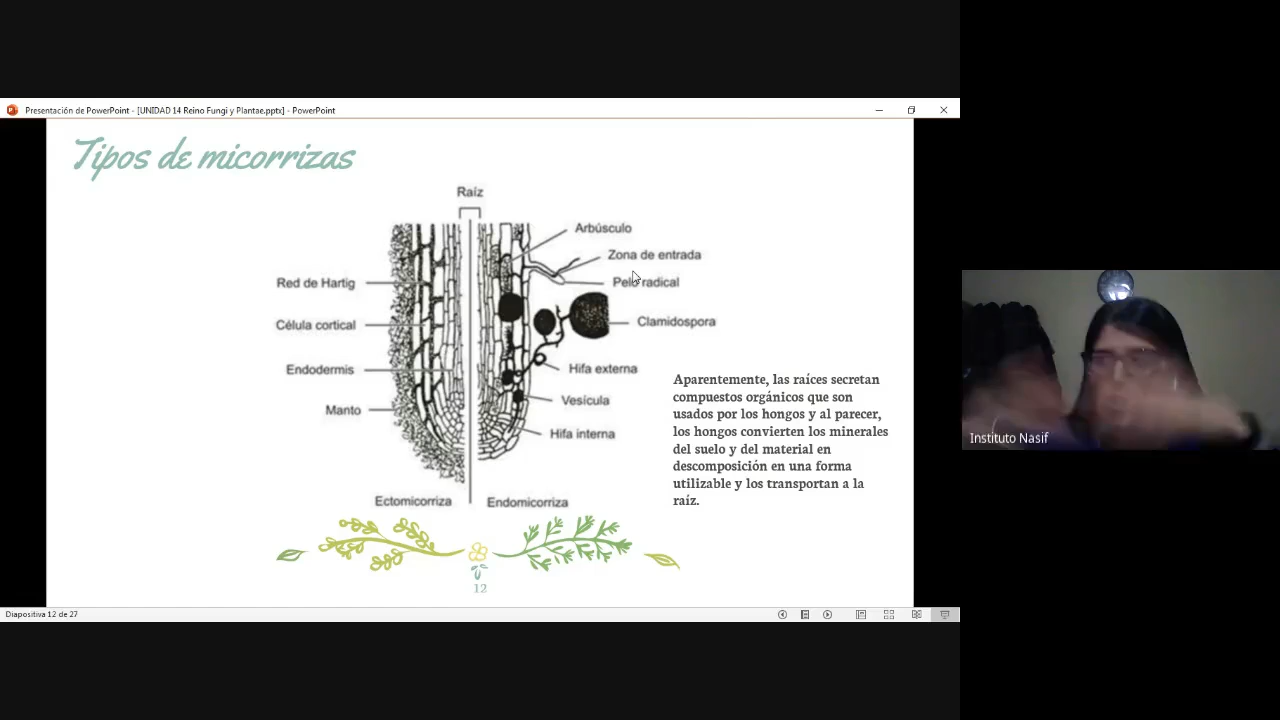 Presentación de PowerPoint - [UNIDAD 14 Reino Fungi y Plantae.pptx] - PowerPoint
Tipos de micorrizas
Raíz
Arbúsculo
Zona de entrada
Red de Hartig
Pelo radical
Célula cortical
Clamidospora
Endodermis
Hifa externa
Manto
Vesícula
Hifa interna
Ectomicorriza
Endomicorriza
Aparentemente, las raíces secretan
compuestos orgánicos que son
usados por los hongos y al parecer,
los hongos convierten los minerales
del suelo y del material en
descomposición en una forma
utilizable y los transportan a la
raíz.
12
Diapositiva 12 de 27
Instituto Nasif